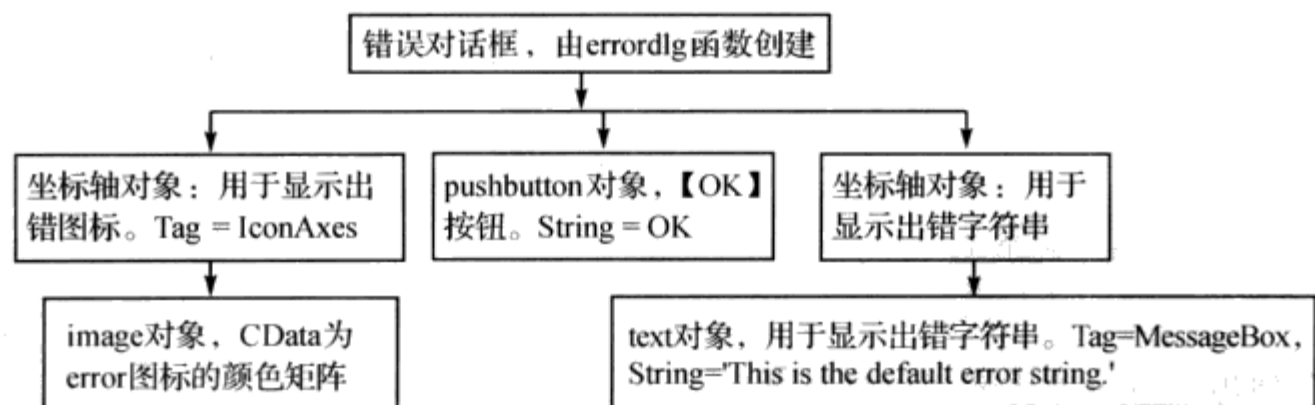 错误对话框，由errordlg函数创建
坐标轴对象：用于显示出
错图标。Tag = IconAxes
pushbutton对象，【OK】
按钮。String = OK
坐标轴对象：用于
显示出错字符串
image对象，CData为
error图标的颜色矩阵
text对象，用于显示出错字符串。Tag=MessageBox，
String='This is the default error string.'